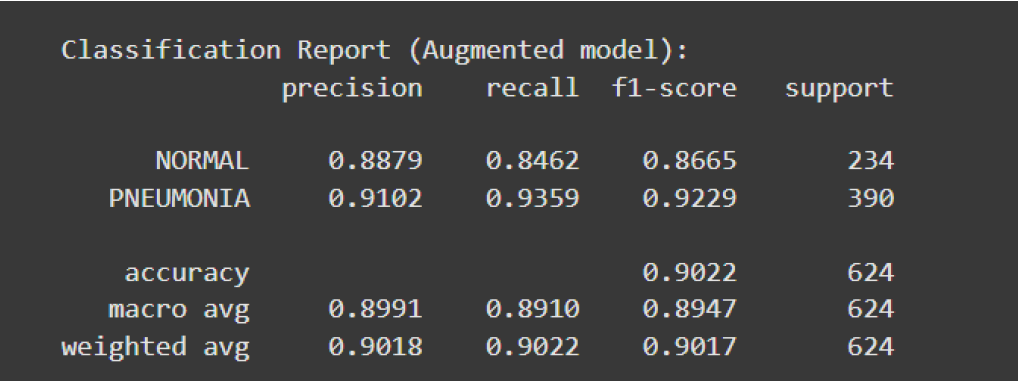 Classification Report (Augmented model):
precision recall f1-score support
NORMAL 0.8879 0.8462 0.8665 234
PNEUMONIA 0.9102 0.9359 0.9229 390
accuracy 0.9022 624
macro avg 0.8991 0.8910 0.8947 624
weighted avg 0.9018 0.9022 0.9017 624